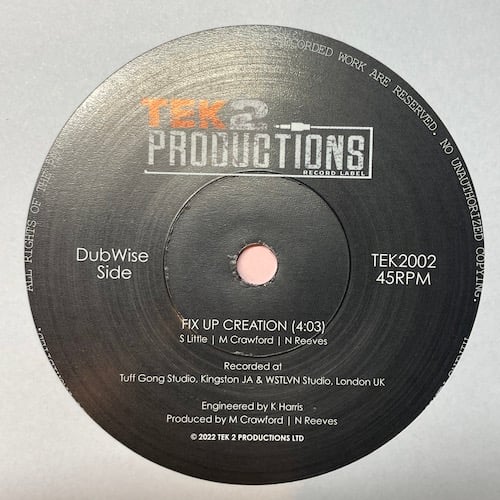 ALL RIGHTS OF THE
RECORDED WORK ARE RESERVED. NO UNAUTHORIZED COPYING.
TEK 2
PRODUCTIONS
RECORD LABEL
DubWise
Side
TEK2002
45RPM
FIX UP CREATION (4:03)
S Little | M Crawford | N Reeves
Recorded at
Tuff Gong Studio, Kingston JA & WSTLVN Studio, London UK
Engineered by K Harris
Produced by M Crawford | N Reeves
© 2022 TEK 2 PRODUCTIONS LTD